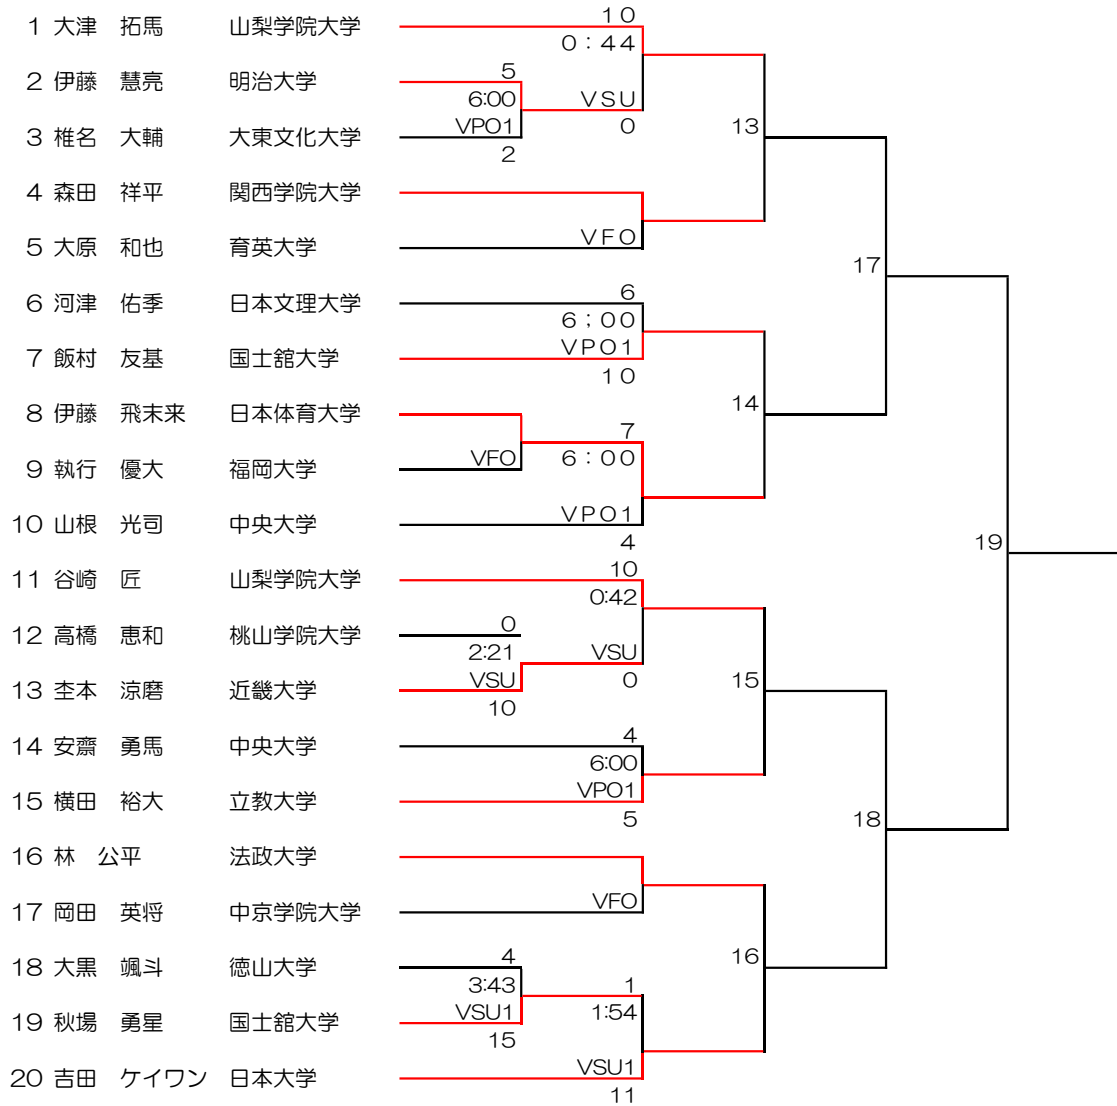 10
1 大津 拓馬 山梨学院大学
0:44
5
2 伊藤 慧亮 明治大学
6:00 VSU
VPO1 0 13
3 椎名 大輔 大東文化大学
2
4 森田 祥平 関西学院大学
VFO
5 大原 和也 育英大学
17
6
6 河津 佑季 日本文理大学
6;00
VPO1
7 飯村 友基 国士舘大学
10
14
8 伊藤 飛未来 日本体育大学
7
VFO 6:00
9 執行 優大 福岡大学
VPO1
10 山根 光司 中央大学
4 19
10
11 谷崎 匠 山梨学院大学
0:42
0
12 高橋 恵和 桃山学院大学
2:21 VSU
VSU 0 15
13 杢本 涼磨 近畿大学
10
4
14 安齋 勇馬 中央大学
6:00
VPO1
15 横田 裕大 立教大学
5 18
16 林 公平 法政大学
VFO
17 岡田 英将 中京学院大学
4 16
18 大黒 颯斗 徳山大学
3:43 1
VSU1 1:54
19 秋場 勇星 国士舘大学
15
VSU1
20 吉田 ケイワン 日本大学
11